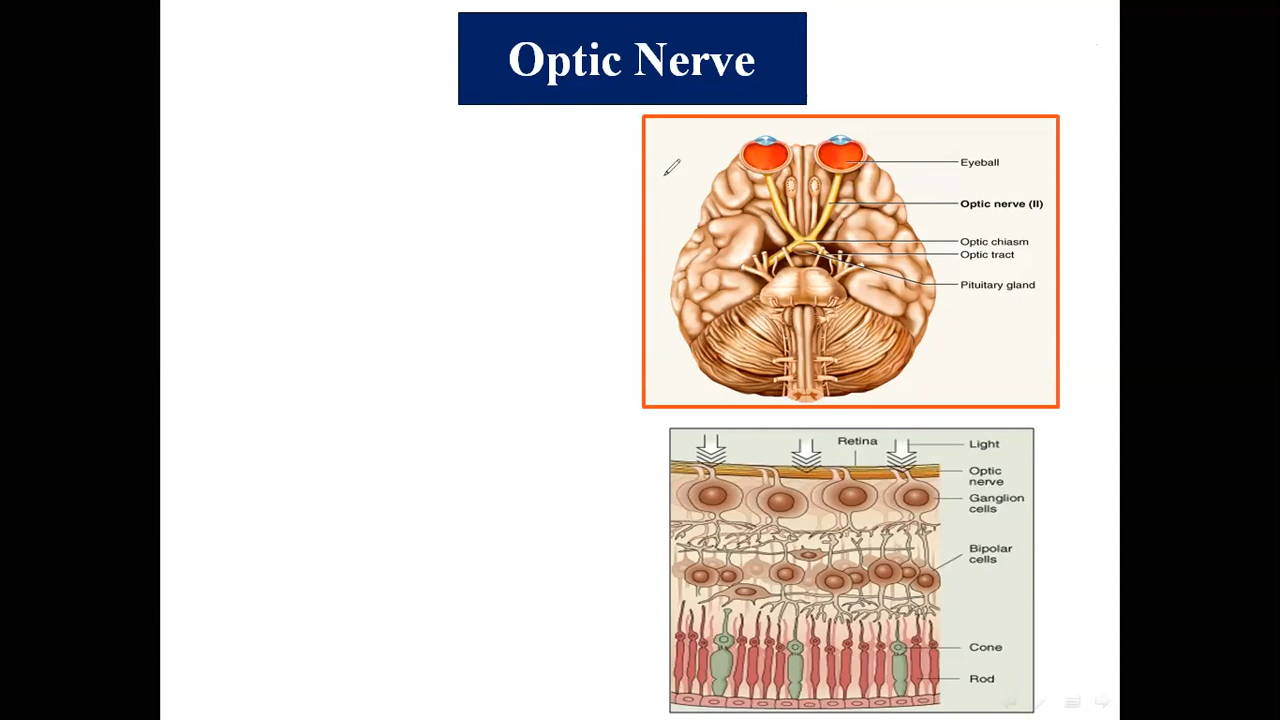 Optic Nerve
Eyeball
Optic nerve (II)
Optic chiasm
Optic tract
Pituitary gland
Retina
Light
Optic
nerve
Ganglion
cells
Bipolar
cells
Cone
Rod